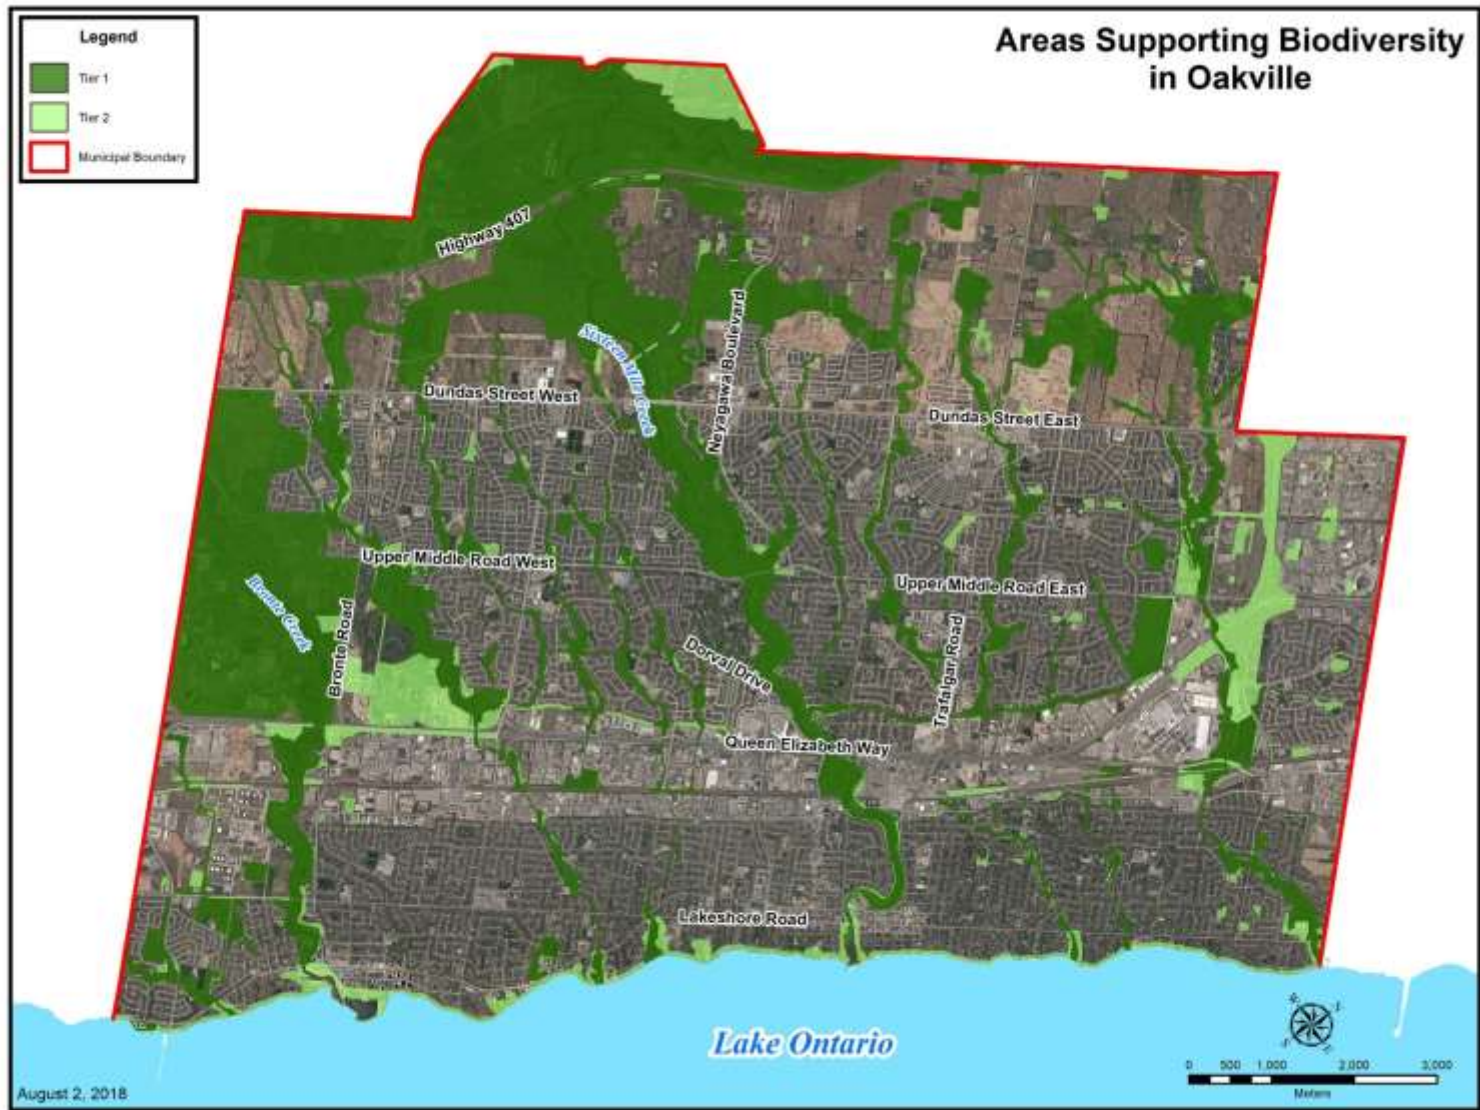 Legend
Tier 1
Tier 2
Municipal Boundary
Areas Supporting Biodiversity
in Oakville
Highway 407
Sixteen Mile Creek
Neyagawa Boulevard
Dundas Street West
Dundas Street East
Upper Middle Road West
Upper Middle Road East
Bronte Creek
Bronte Road
Dorval Drive
Trafalgar Road
Queen Elizabeth Way
Lakeshore Road
Lake Ontario
0 500 1,000 2,000 3,000
Meters
August 2, 2018